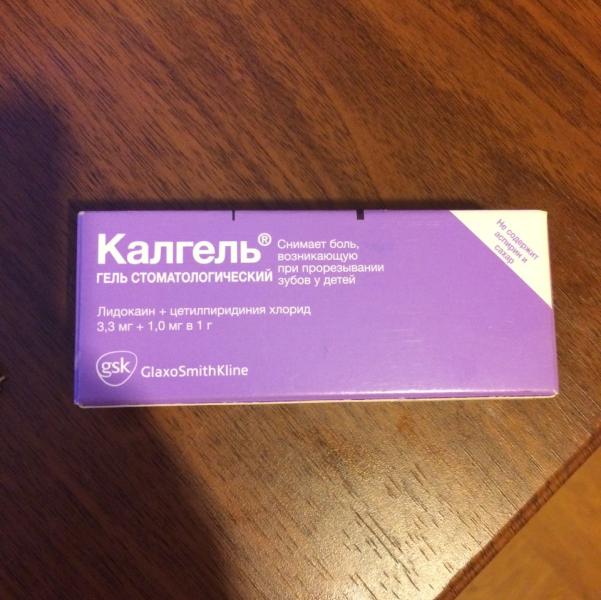 Калгель®
ГЕЛЬ СТОМАТОЛОГИЧЕСКИЙ
Снимает боль,
возникающую
при прорезывании
зубов у детей
Не содержит
аспирин и
сахар
Лидокаин + цетилпиридиния хлорид
3,3 мг + 1,0 мг в 1 г
gsk GlaxoSmithKline